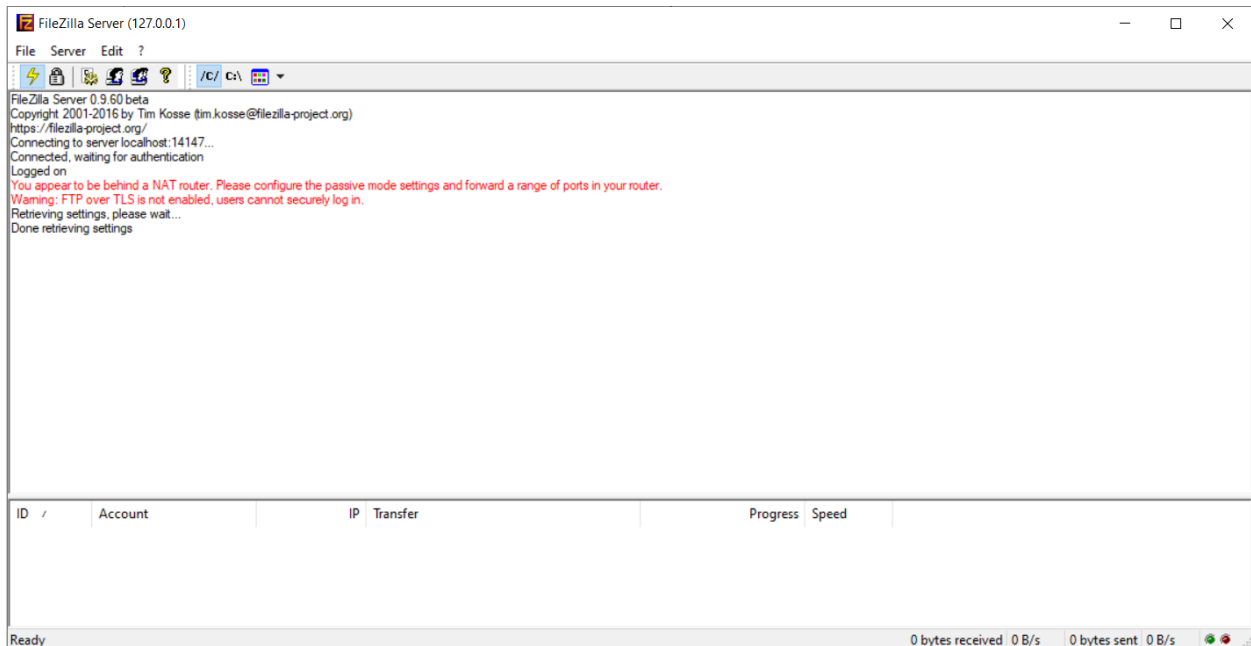 FileZilla Server (127.0.0.1)
File Server Edit ?
/C/ C:\
FileZilla Server 0.9.60 beta
Copyright 2001-2016 by Tim Kosse (tim.kosse@filezilla-project.org)
https://filezilla-project.org/
Connecting to server localhost:14147...
Connected, waiting for authentication
Logged on
You appear to be behind a NAT router. Please configure the passive mode settings and forward a range of ports in your router.
Warning: FTP over TLS is not enabled, users cannot securely log in.
Retrieving settings, please wait...
Done retrieving settings
ID / Account IP Transfer Progress Speed
Ready 0 bytes received 0 B/s 0 bytes sent 0 B/s